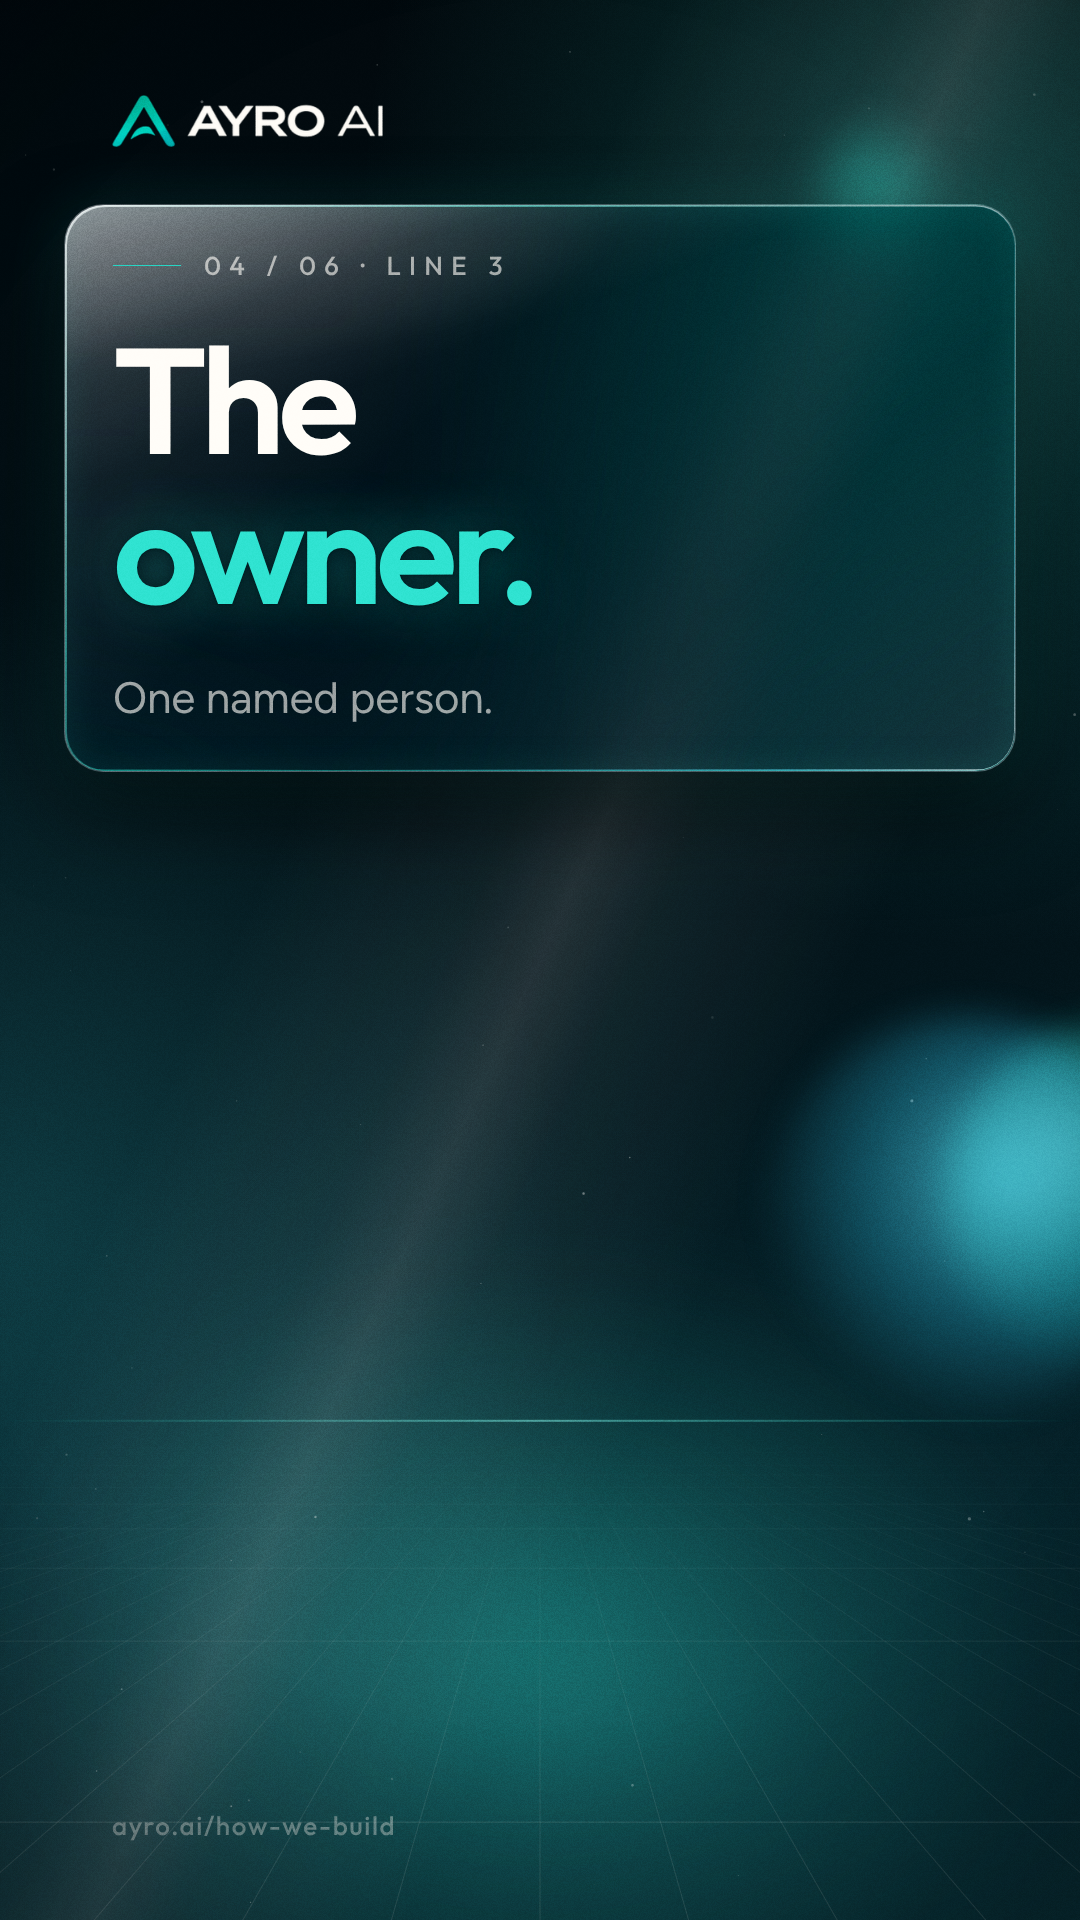 AYRO AI
04 / 06 · LINE 3
The
owner.
One named person.
ayro.ai/how-we-build